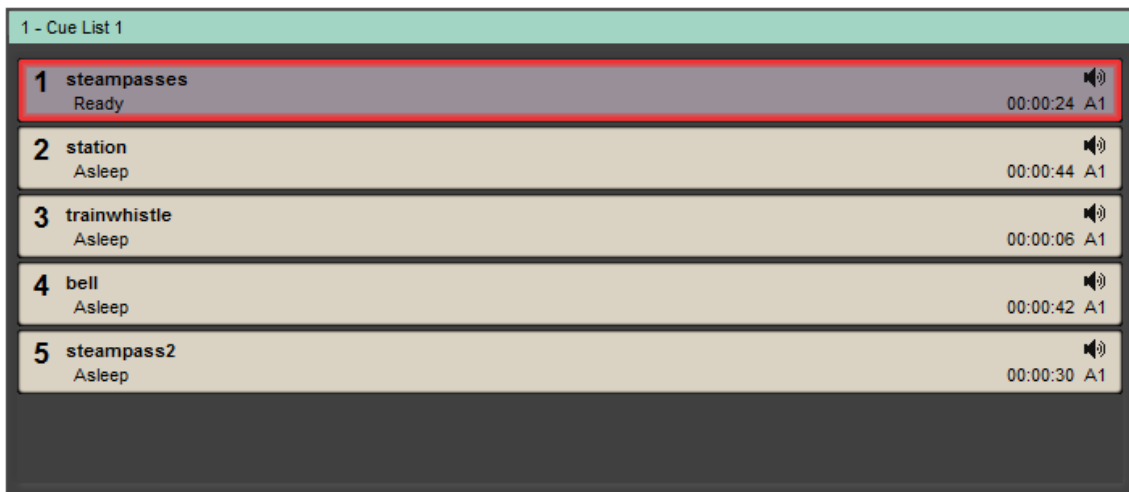 1 - Cue List 1
1 steampasses
Ready 00:00:24 A1
2 station
Asleep 00:00:44 A1
3 trainwhistle
Asleep 00:00:06 A1
4 bell
Asleep 00:00:42 A1
5 steampass2
Asleep 00:00:30 A1